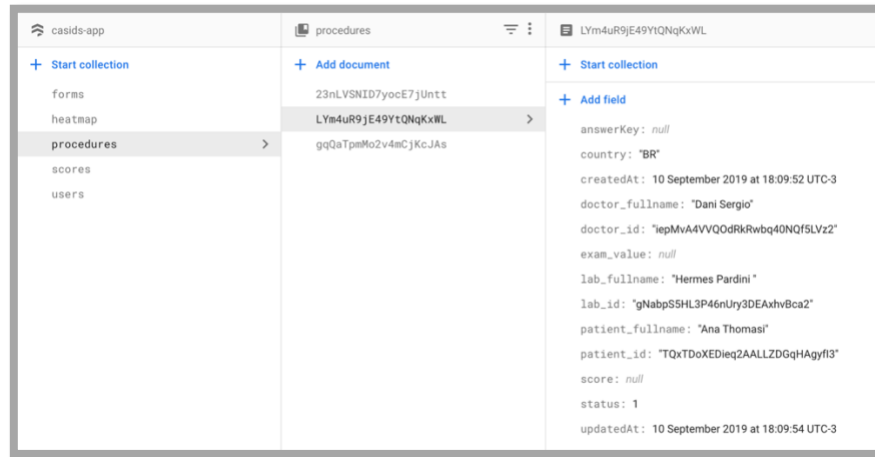 casids-app
Start collection
forms
heatmap
procedures
scores
users
procedures
Add document
23nLVSNID7yocE7jUntt
LYm4uR9jE49YtQNqKxWL
gqQaTpmMo2v4mCjKcJAs
LYm4uR9jE49YtQNqKxWL
Start collection
Add field
answerKey: null
country: "BR"
createdAt: 10 September 2019 at 18:09:52 UTC-3
doctor_fullname: "Dani Sergio"
doctor_id: "iepMvA4VVQOdRkRwbq40NQf5LVz2"
exam_value: null
lab_fullname: "Hermes Pardini "
lab_id: "gNabpS5HL3P46nUry3DEAxhvBca2"
patient_fullname: "Ana Thomasi"
patient_id: "TQxTDoXEDieq2AALLZDGqHAgyfI3"
score: null
status: 1
updatedAt: 10 September 2019 at 18:09:54 UTC-3